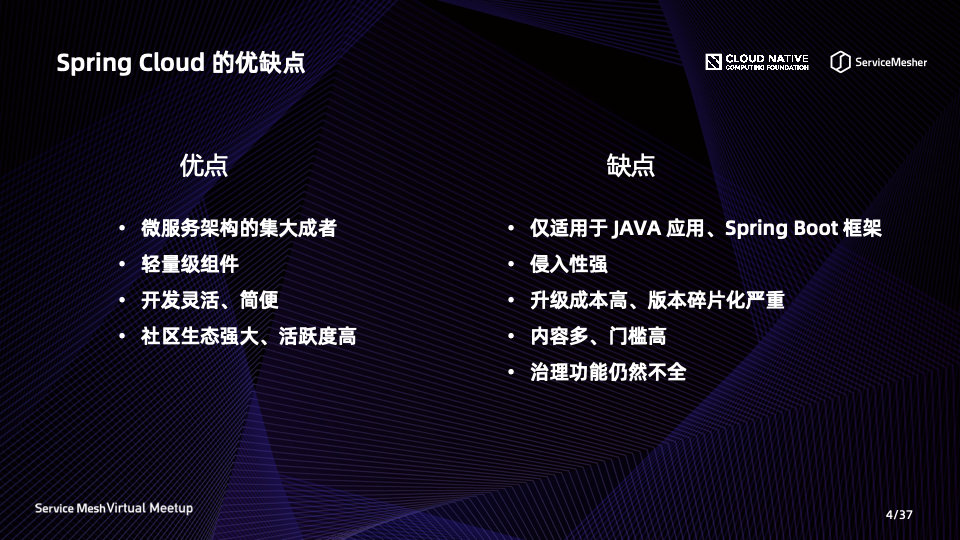 Spring Cloud 的优缺点
CLOUD NATIVE
COMPUTING FOUNDATION
ServiceMesher
优点
• 微服务架构的集大成者
• 轻量级组件
• 开发灵活、简便
• 社区生态强大、活跃度高
缺点
• 仅适用于 JAVA 应用、Spring Boot 框架
• 侵入性强
• 升级成本高、版本碎片化严重
• 内容多、门槛高
• 治理功能仍然不全
Service Mesh Virtual Meetup
4/37